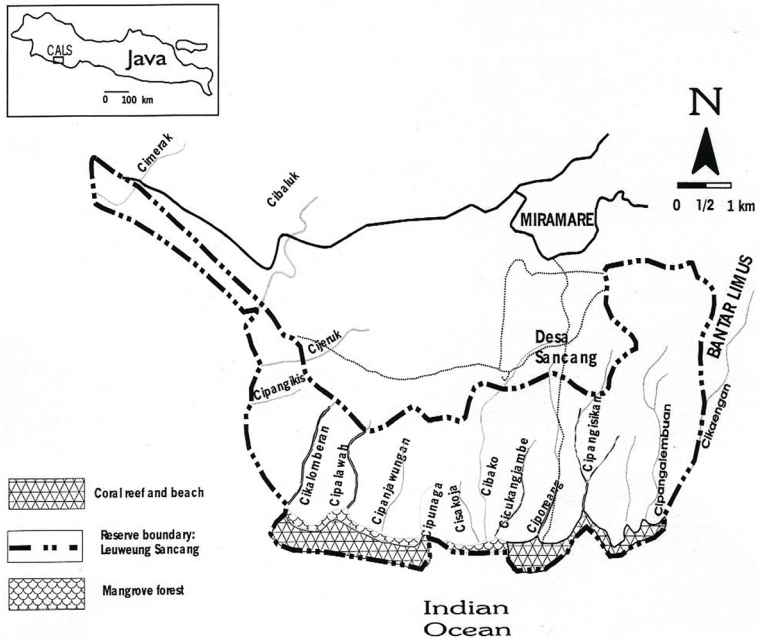 CALS
Java
0 100 km
N
0 1/2 1 km
Cimerak
Cibaluk
MIRAMARE
BANTAR LIMUS
Desa
Sancang
Cijeruk
Cipangikis
Cikalomberan
Cipalawah
Cipanjawungan
Cipunaga
Cisakoja
Cibako
Cicukangjambe
Ciporeang
Cipangisikan
Cipangalembuan
Cikaengan
Coral reef and beach
Reserve boundary:
Leuweung Sancang
Mangrove forest
Indian
Ocean